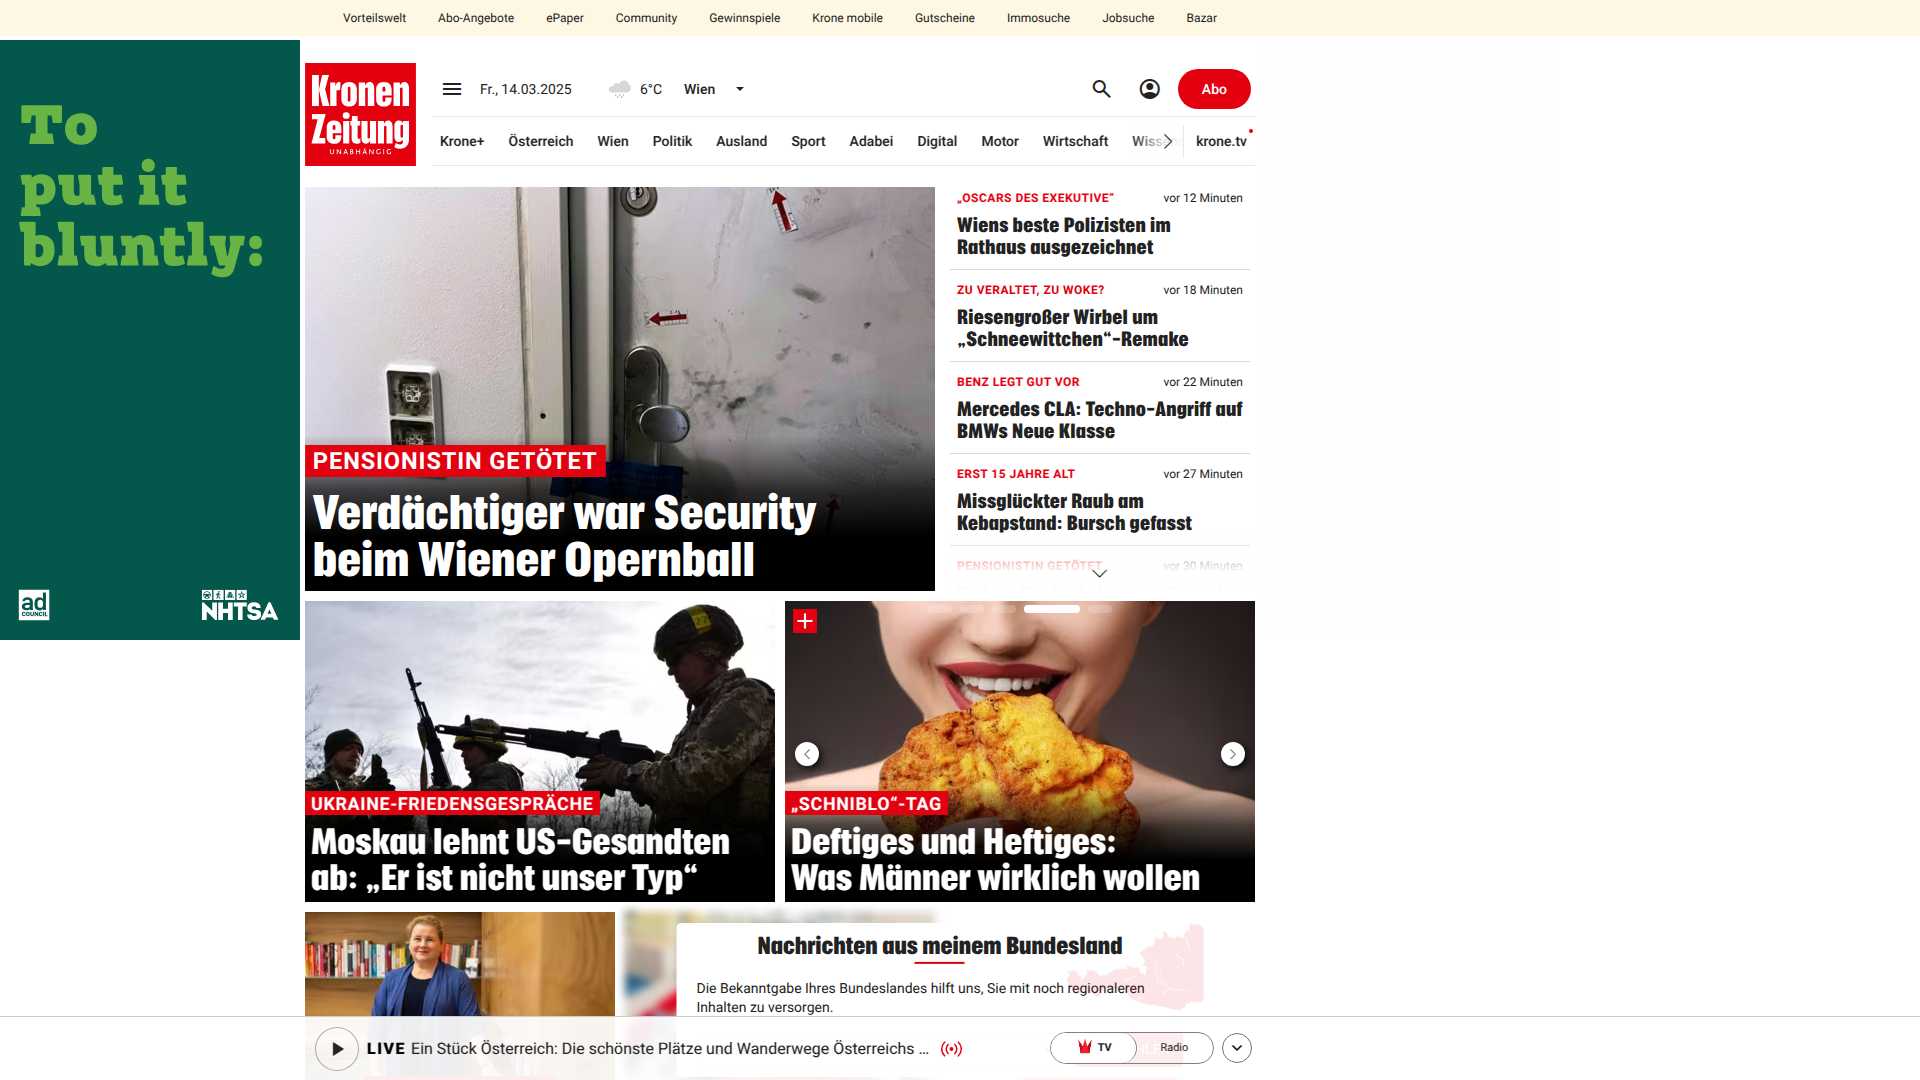 Vorteilswelt Abo-Angebote ePaper Community Gewinnspiele Krone mobile Gutscheine Immosuche Jobsuche Bazar
To
put it
bluntly:
ad
COUNCIL
NHTSA
Kronen
Zeitung
UNABHÄNGIG
Fr., 14.03.2025 6°C Wien
Abo
Krone+ Österreich Wien Politik Ausland Sport Adabei Digital Motor Wirtschaft krone.tv
PENSIONISTIN GETÖTET
Verdächtiger war Security
beim Wiener Opernball
„OSCARS DES EXEKUTIVE“ vor 12 Minuten
Wiens beste Polizisten im
Rathaus ausgezeichnet
ZU VERALTET, ZU WOKE? vor 18 Minuten
Riesengroßer Wirbel um
„Schneewittchen“-Remake
BENZ LEGT GUT VOR vor 22 Minuten
Mercedes CLA: Techno-Angriff auf
BMWs Neue Klasse
ERST 15 JAHRE ALT vor 27 Minuten
Missglückter Raub am
Kebapstand: Bursch gefasst
PENSIONISTIN GETÖTET vor 30 Minuten
UKRAINE-FRIEDENSGESPRÄCHE
Moskau lehnt US-Gesandten
ab: „Er ist nicht unser Typ“
„SCHNIBLO“-TAG
Deftiges und Heftiges:
Was Männer wirklich wollen
Nachrichten aus meinem Bundesland
Die Bekanntgabe Ihres Bundeslandes hilft uns, Sie mit noch regionaleren
Inhalten zu versorgen.
LIVE Ein Stück Österreich: Die schönste Plätze und Wanderwege Österreichs ...
TV Radio